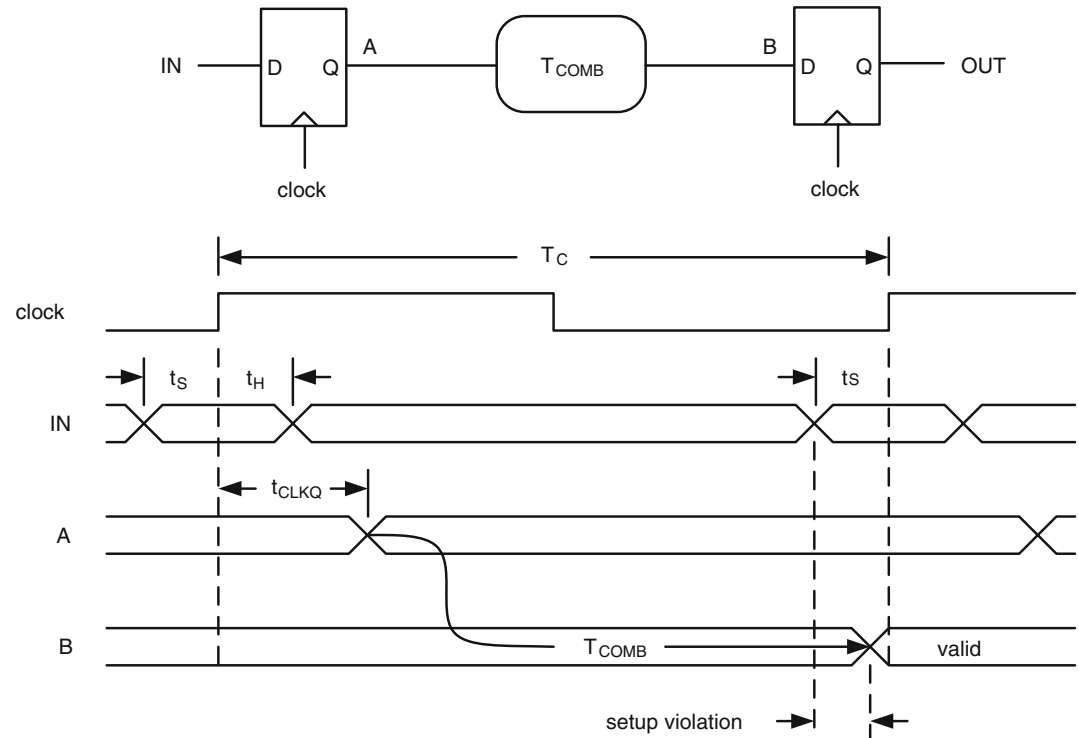 A B
IN D Q T_COMB D Q OUT
clock clock
T_C
clock
t_S t_H t_S
IN
t_CLKQ
A
B T_COMB valid
setup violation